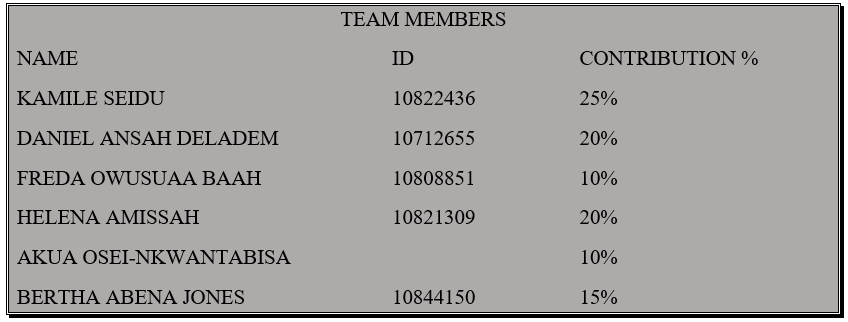 TEAM MEMBERS
NAME ID CONTRIBUTION %
KAMILE SEIDU 10822436 25%
DANIEL ANSAH DELADEM 10712655 20%
FREDA OWUSUAA BAAH 10808851 10%
HELENA AMISSAH 10821309 20%
AKUA OSEI-NKWANTABISA 10%
BERTHA ABENA JONES 10844150 15%